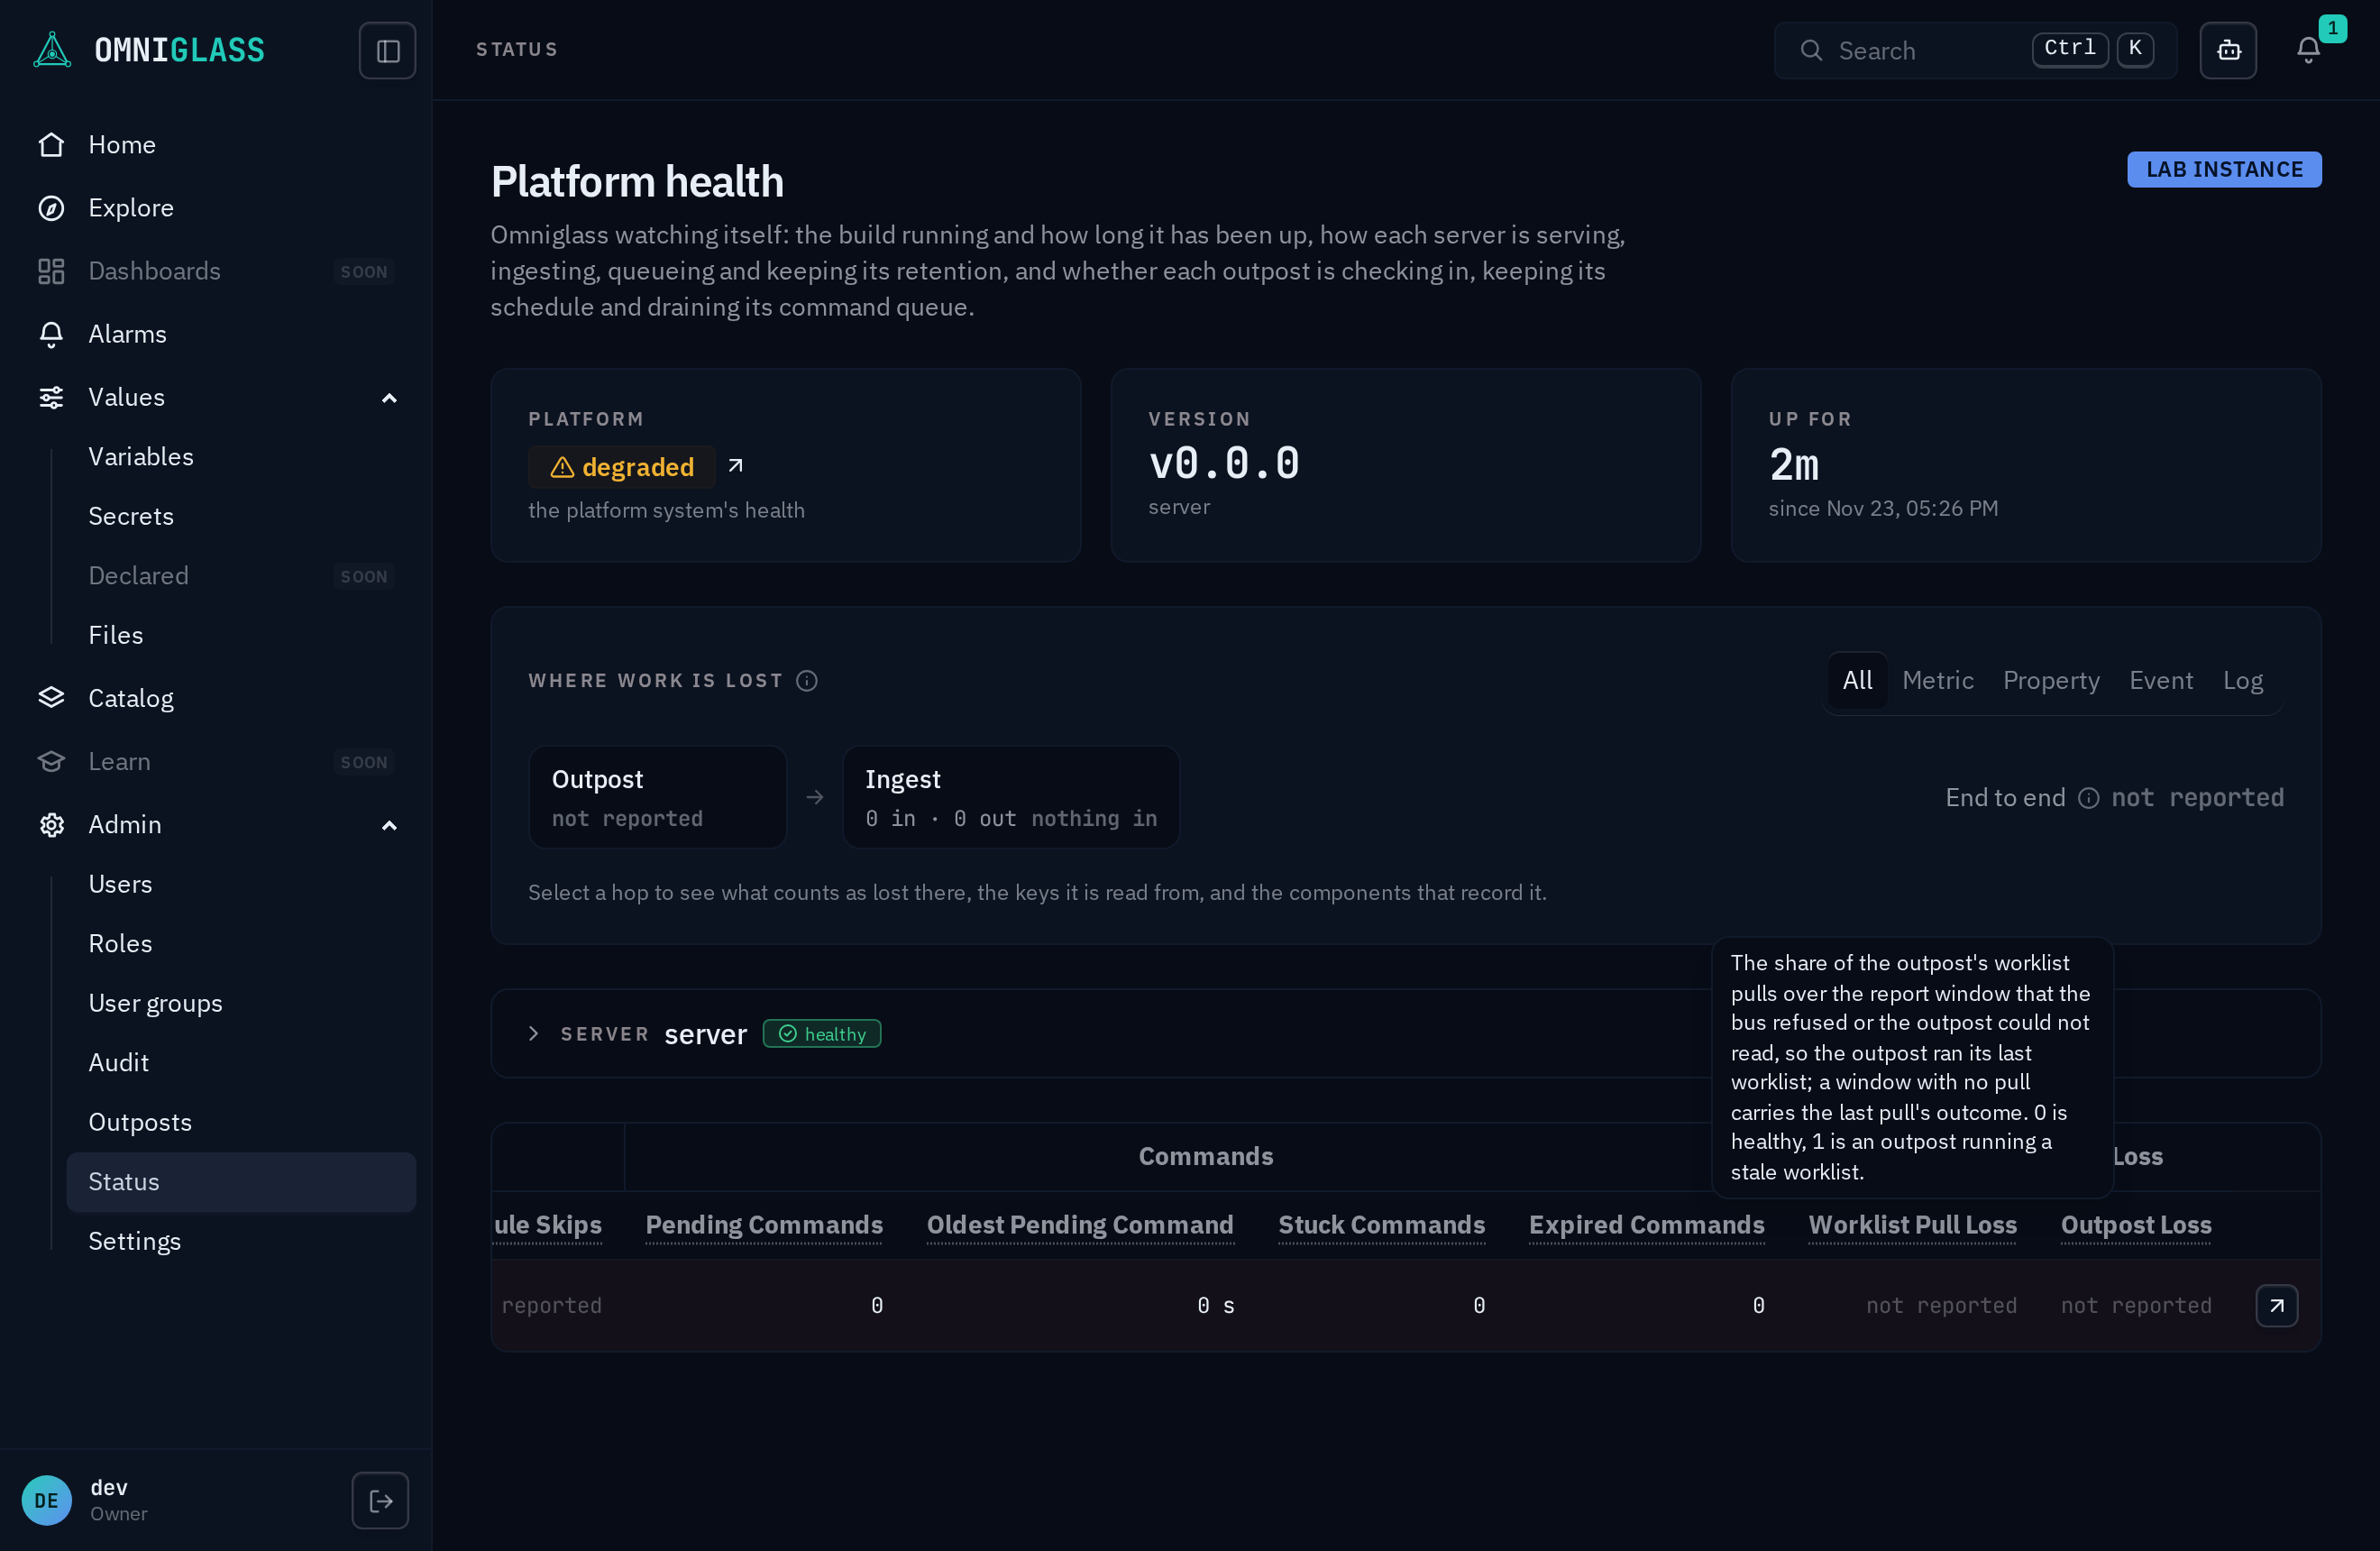 OMNIGLASS
STATUS
Search
Ctrl K
1
Home
Explore
Dashboards SOON
Alarms
Values
Variables
Secrets
Declared SOON
Files
Catalog
Learn SOON
Admin
Users
Roles
User groups
Audit
Outposts
Status
Settings
DE
dev
Owner
Platform health
LAB INSTANCE
Omniglass watching itself: the build running and how long it has been up, how each server is serving,
ingesting, queueing and keeping its retention, and whether each outpost is checking in, keeping its
schedule and draining its command queue.
PLATFORM
degraded
the platform system's health
VERSION
v0.0.0
server
UP FOR
2m
since Nov 23, 05:26 PM
WHERE WORK IS LOST
All Metric Property Event Log
Outpost
not reported
Ingest
0 in · 0 out nothing in
End to end not reported
Select a hop to see what counts as lost there, the keys it is read from, and the components that record it.
SERVER server healthy
The share of the outpost's worklist
pulls over the report window that the
bus refused or the outpost could not
read, so the outpost ran its last
worklist; a window with no pull
carries the last pull's outcome. 0 is
healthy, 1 is an outpost running a
stale worklist.
Commands Loss
ule Skips Pending Commands Oldest Pending Command Stuck Commands Expired Commands Worklist Pull Loss Outpost Loss
reported 0 0 s 0 0 not reported not reported